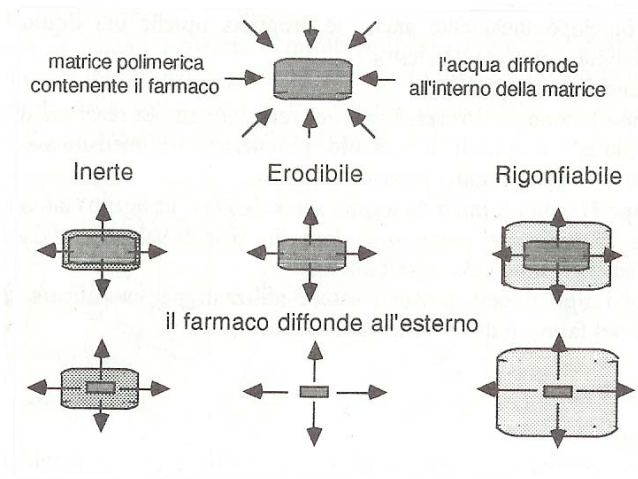 matrice polimerica
contenente il farmaco
l'acqua diffonde
all'interno della matrice
Inerte
Erodibile
Rigonfiabile
il farmaco diffonde all'esterno